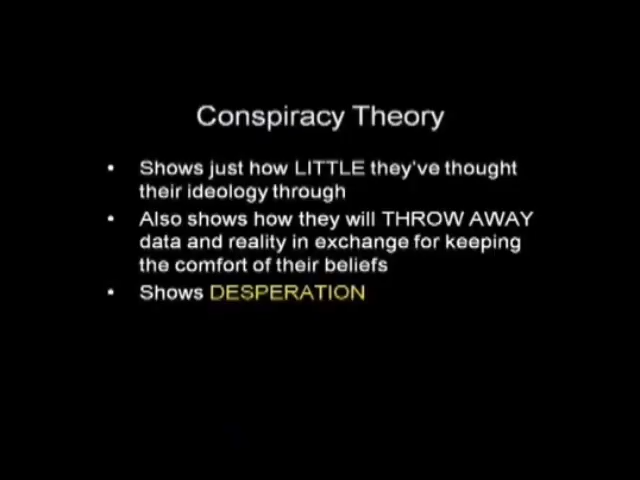 Conspiracy Theory
• Shows just how LITTLE they've thought
their ideology through
• Also shows how they will THROW AWAY
data and reality in exchange for keeping
the comfort of their beliefs
• Shows DESPERATION